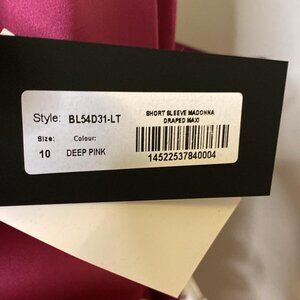 Style: BL54D31-LT
Size: Colour:
10 DEEP PINK
SHORT SLEEVE MADONNA
DRAPED MAXI
14522537840004